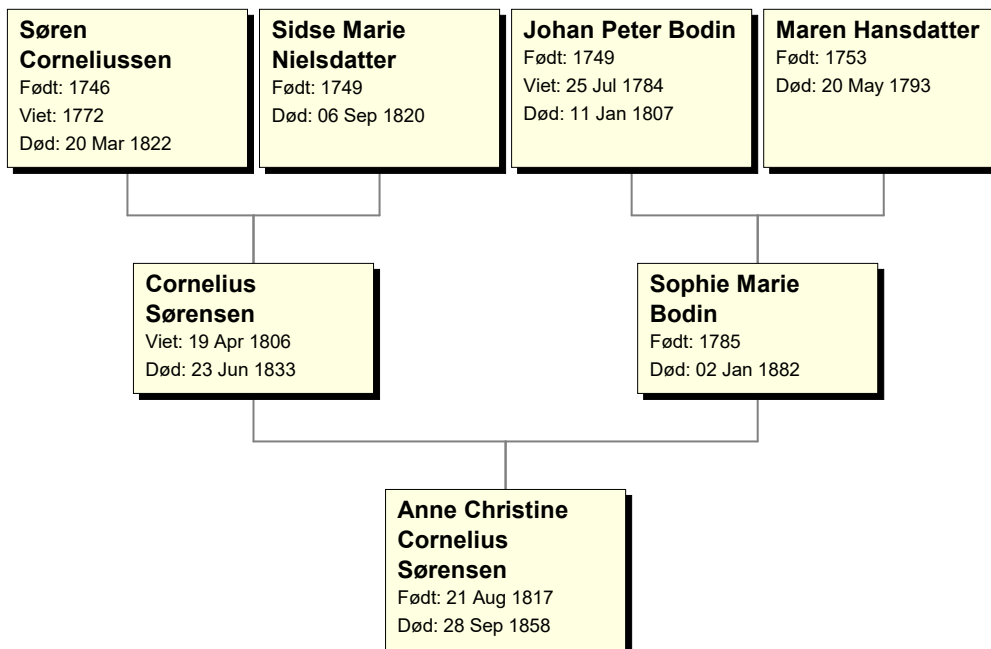 Søren
Corneliussen
Født: 1746
Viet: 1772
Død: 20 Mar 1822
Sidse Marie
Nielsdatter
Født: 1749
Død: 06 Sep 1820
Johan Peter Bodin
Født: 1749
Viet: 25 Jul 1784
Død: 11 Jan 1807
Maren Hansdatter
Født: 1753
Død: 20 May 1793
Cornelius
Sørensen
Viet: 19 Apr 1806
Død: 23 Jun 1833
Sophie Marie
Bodin
Født: 1785
Død: 02 Jan 1882
Anne Christine
Cornelius
Sørensen
Født: 21 Aug 1817
Død: 28 Sep 1858